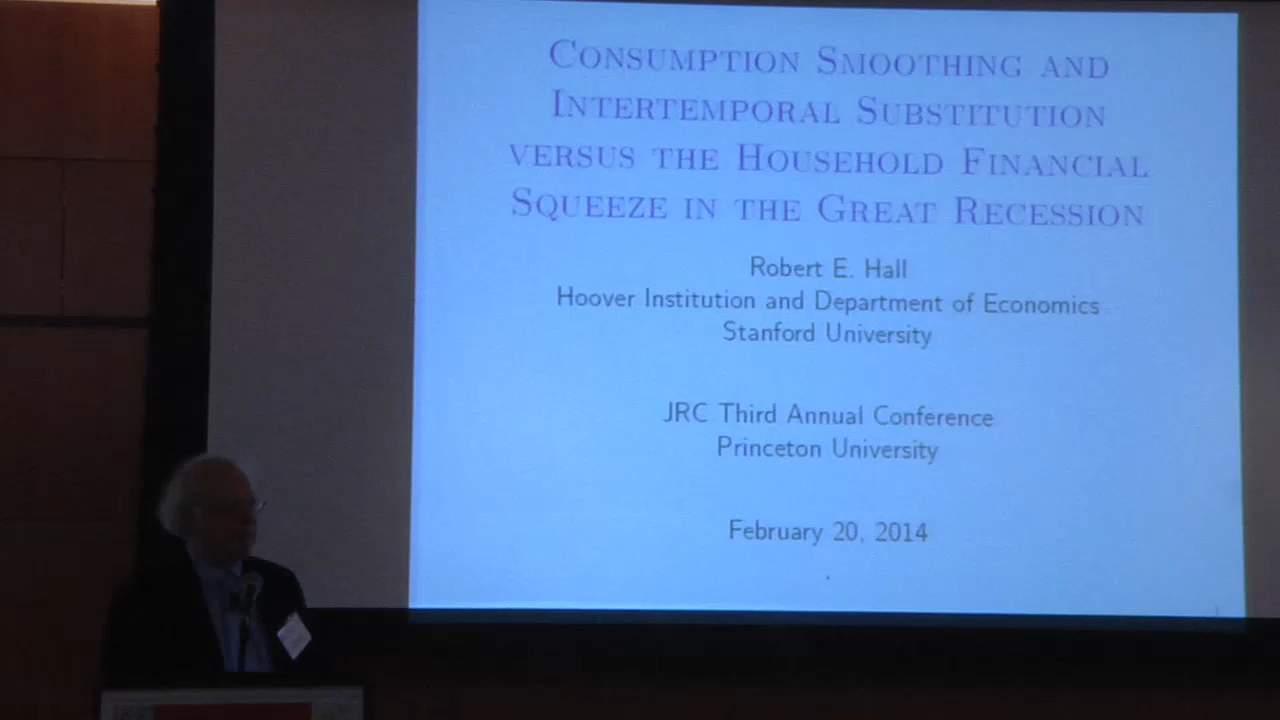 CONSUMPTION SMOOTHING AND
INTERTEMPORAL SUBSTITUTION
VERSUS THE HOUSEHOLD FINANCIAL
SQUEEZE IN THE GREAT RECESSION
Robert E. Hall
Hoover Institution and Department of Economics
Stanford University
JRC Third Annual Conference
Princeton University
February 20, 2014